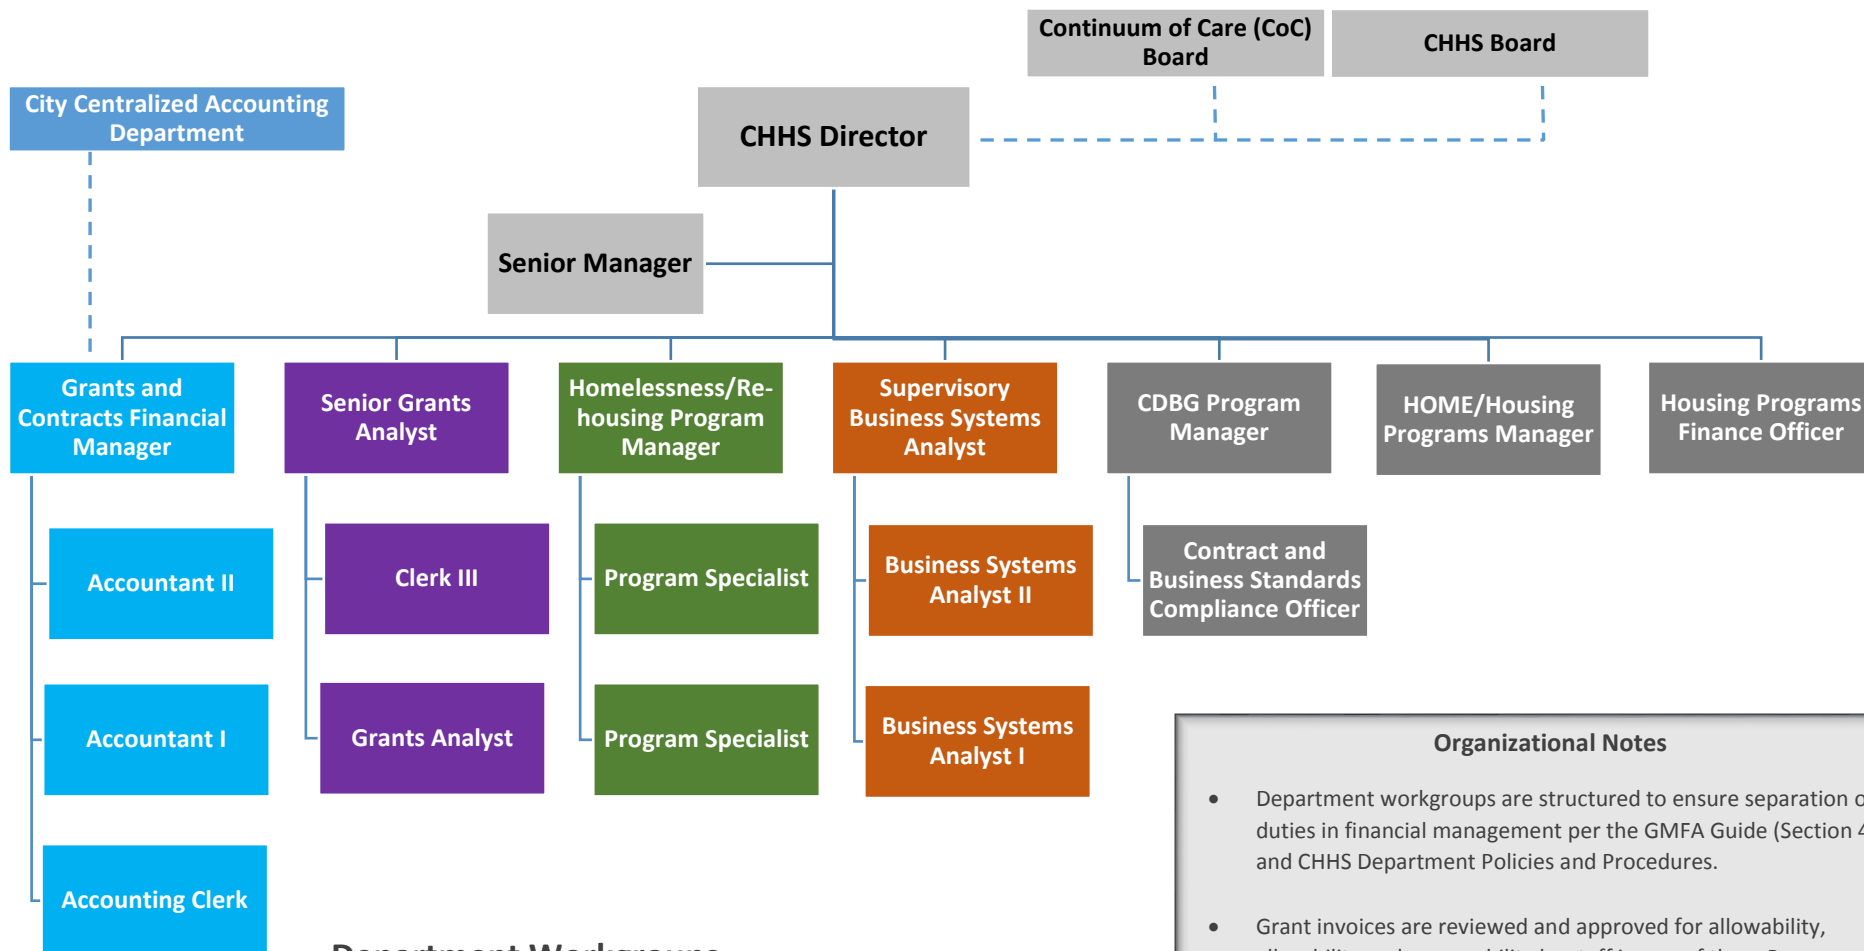 Continuum of Care (CoC)
Board
CHHS Board
City Centralized Accounting
Department
CHHS Director
Senior Manager
Grants and
Contracts Financial
Manager
Senior Grants
Analyst
Homelessness/Re-
housing Program
Manager
Supervisory
Business Systems
Analyst
CDBG Program
Manager
HOME/Housing
Programs Manager
Housing Programs
Finance Officer
Accountant II
Clerk III
Program Specialist
Business Systems
Analyst II
Contract and
Business Standards
Compliance Officer
Accountant I
Grants Analyst
Program Specialist
Business Systems
Analyst I
Accounting Clerk
Organizational Notes
• Department workgroups are structured to ensure separation o
duties in financial management per the GMFA Guide (Section 4
and CHHS Department Policies and Procedures.
• Grant invoices are reviewed and approved for allowability,
Department Workgroups